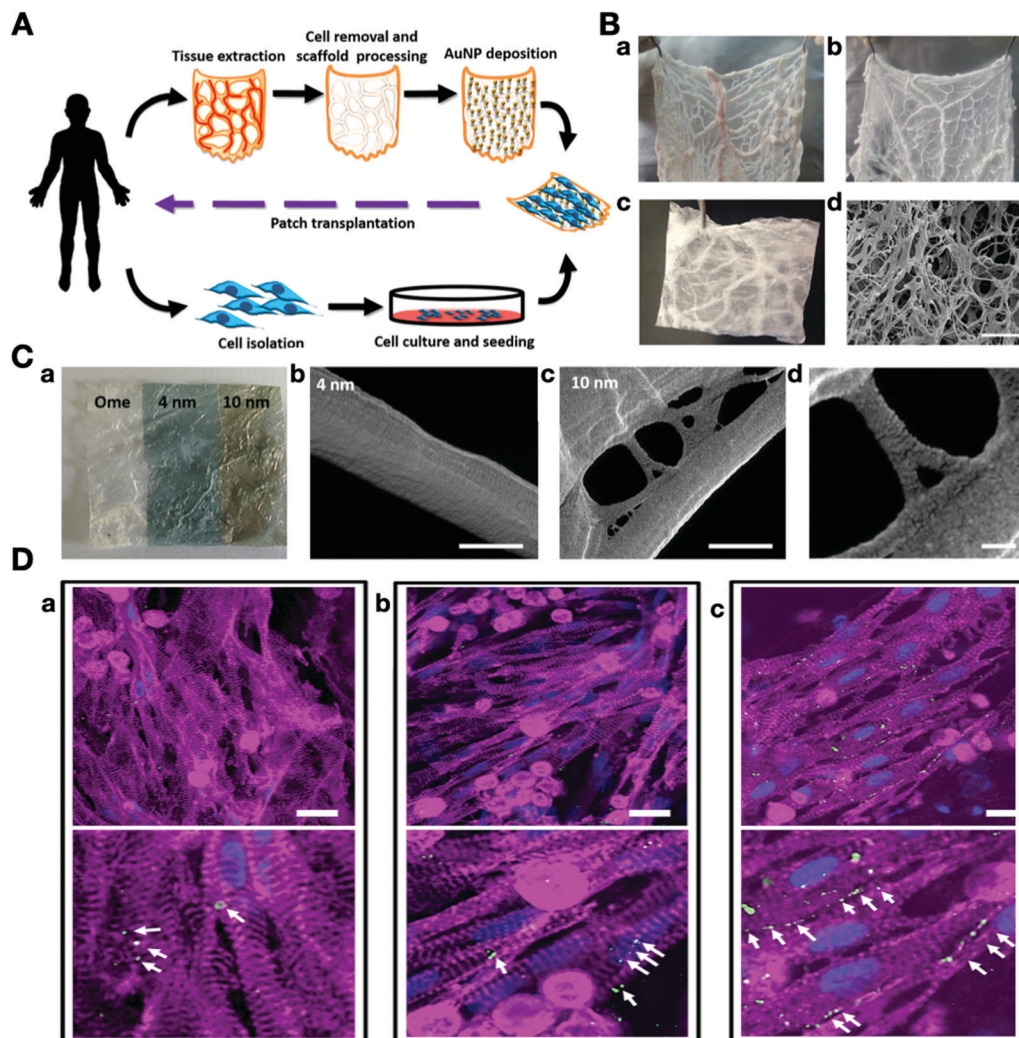 A
Tissue extraction
Cell removal and
scaffold processing
AuNP deposition
Patch transplantation
Cell isolation
Cell culture and seeding
B
a
b
c
d
C
a
Ome
4 nm
10 nm
b
4 nm
c
10 nm
d
D
a
b
c